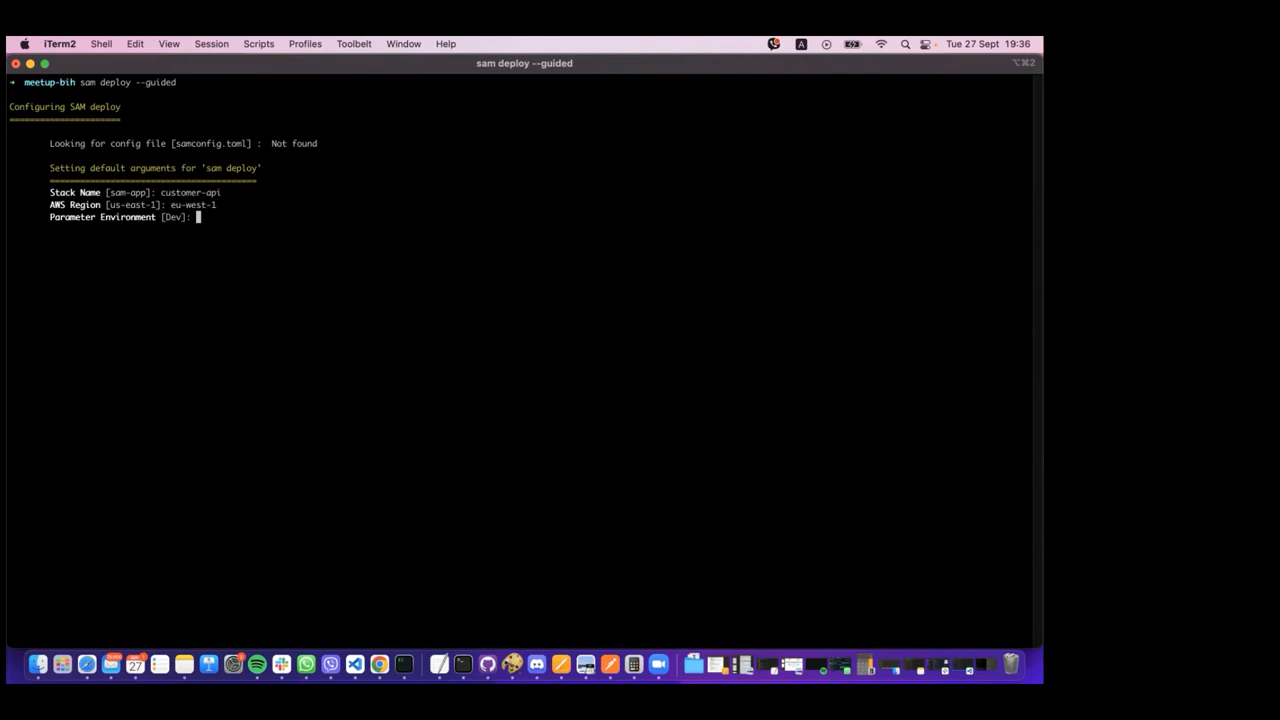 iTerm2 Shell Edit View Session Scripts Profiles Toolbelt Window Help A Tue 27 Sept 19:36
sam deploy --guided ⌥⌘2
→ meetup-bih sam deploy --guided
Configuring SAM deploy
======================
Looking for config file [samconfig.toml] : Not found
Setting default arguments for 'sam deploy'
=========================================
Stack Name [sam-app]: customer-api
AWS Region [us-east-1]: eu-west-1
Parameter Environment [Dev]:
27